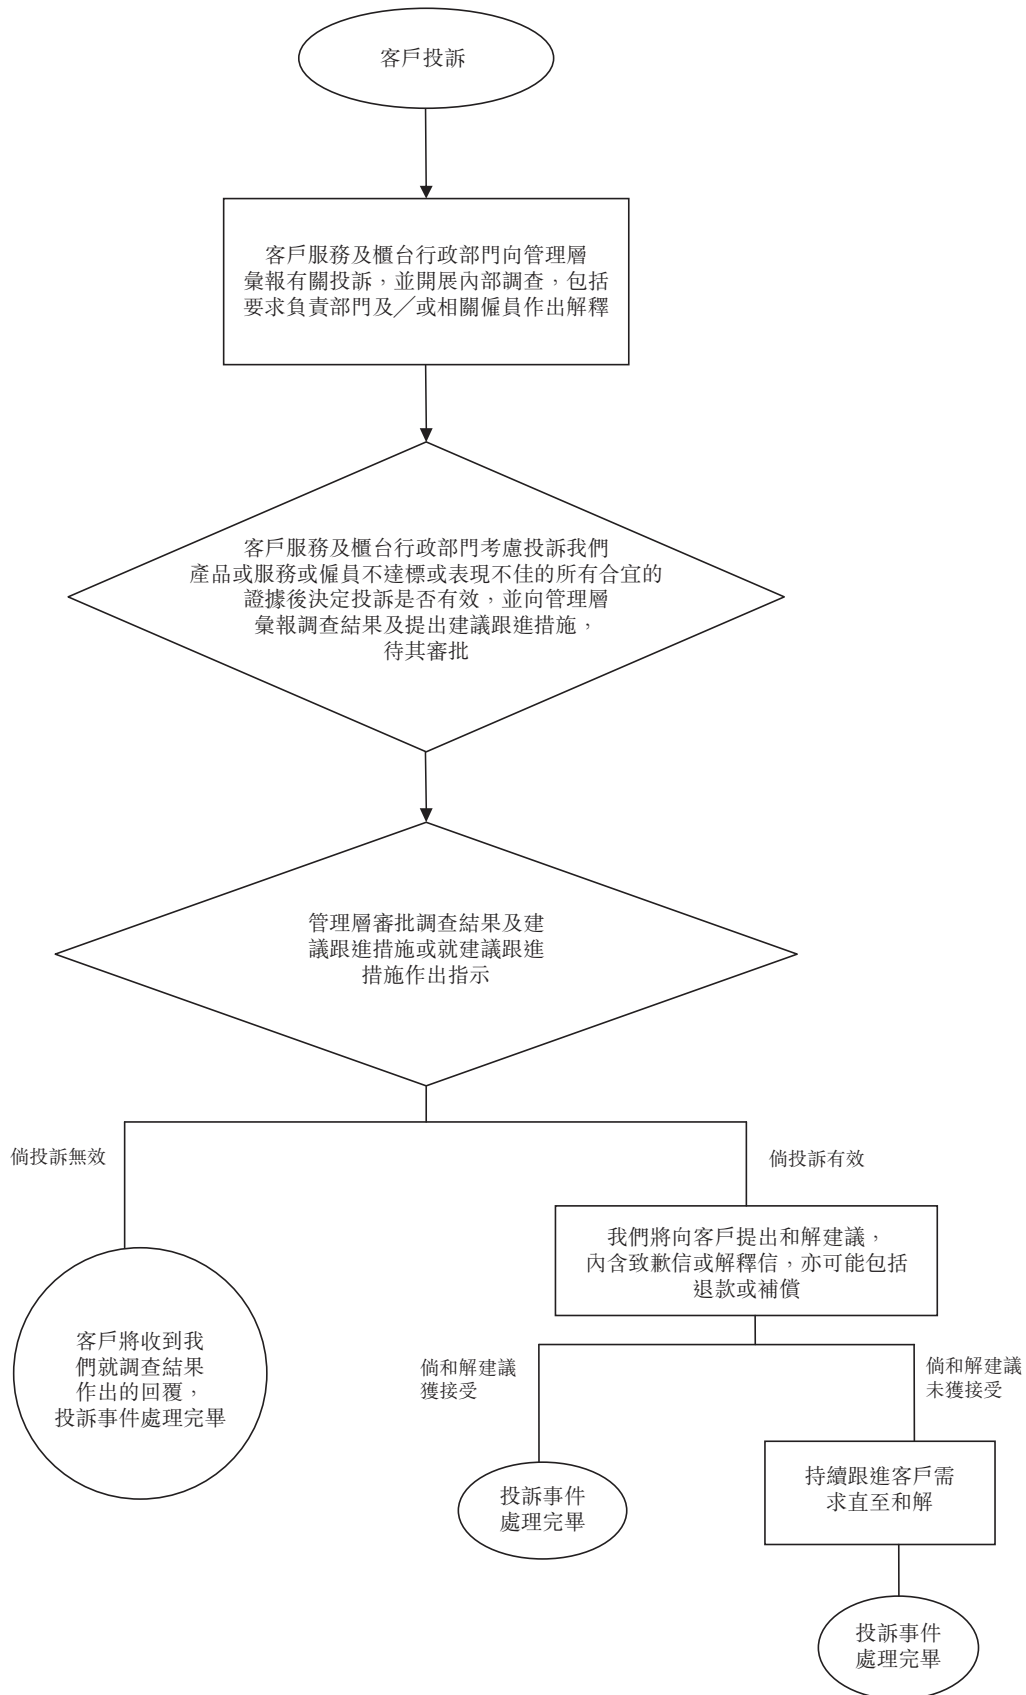 客戶投訴
客戶服務及櫃台行政部門向管理層
彙報有關投訴，並開展內部調查，包括
要求負責部門及／或相關僱員作出解釋
客戶服務及櫃台行政部門考慮投訴我們
產品或服務或僱員不達標或表現不佳的所有合宜的
證據後決定投訴是否有效，並向管理層
彙報調查結果及提出建議跟進措施，
待其審批
管理層審批調查結果及建
議跟進措施或就建議跟進
措施作出指示
倘投訴無效
倘投訴有效
我們將向客戶提出和解建議，
內含致歉信或解釋信，亦可能包括
退款或補償
客戶將收到我
們就調查結果
作出的回覆，
投訴事件處理完畢
倘和解建議
獲接受
倘和解建議
未獲接受
投訴事件
處理完畢
持續跟進客戶需
求直至和解
投訴事件
處理完畢